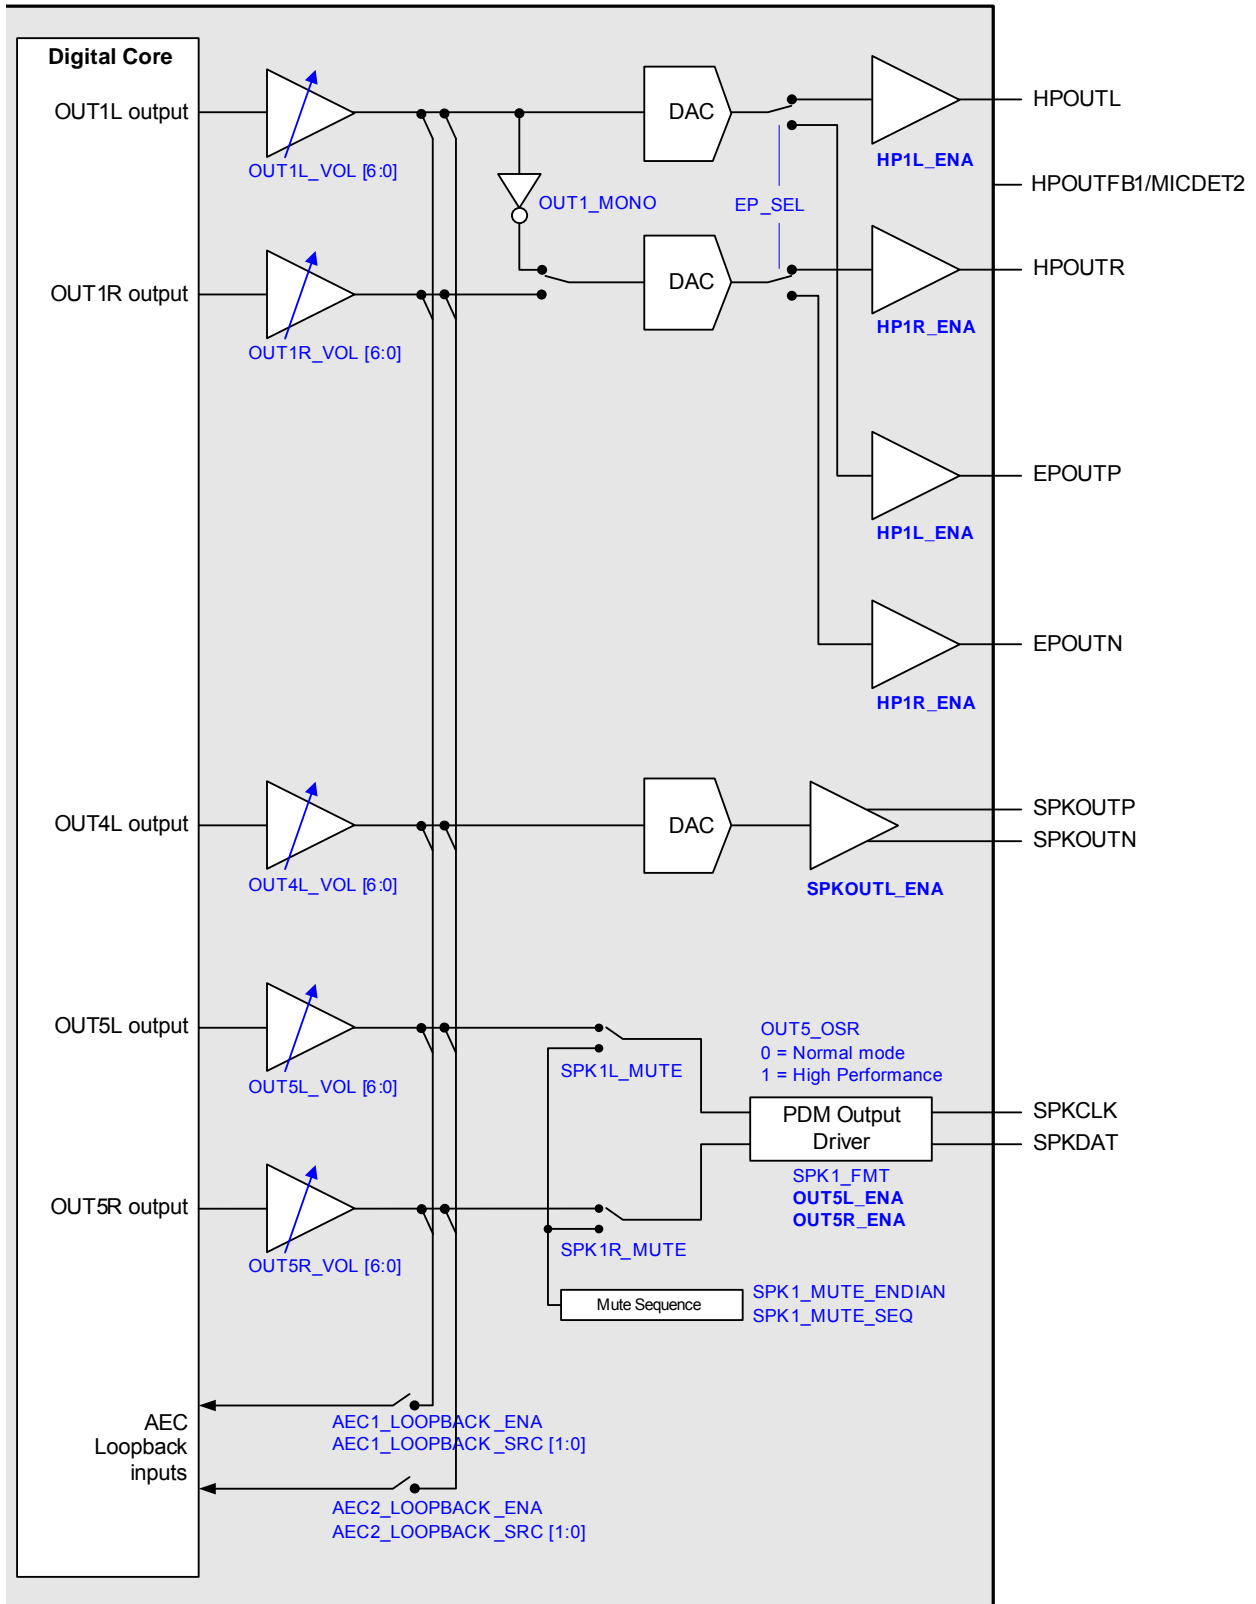 Digital Core
OUT1L output
OUT1L_VOL [6:0]
DAC
HP1L_ENA
HPOUTL
HPOUTFB1/MICDET2
OUT1_MONO
EP_SEL
OUT1R output
OUT1R_VOL [6:0]
DAC
HP1R_ENA
HPOUTR
HP1L_ENA
EPOUTP
HP1R_ENA
EPOUTN
OUT4L output
OUT4L_VOL [6:0]
DAC
SPKOUTL_ENA
SPKOUTP
SPKOUTN
OUT5L output
OUT5L_VOL [6:0]
SPK1L_MUTE
OUT5_OSR
0 = Normal mode
1 = High Performance
PDM Output
Driver
SPKCLK
SPKDAT
SPK1_FMT
OUT5L_ENA
OUT5R_ENA
OUT5R output
OUT5R_VOL [6:0]
SPK1R_MUTE
Mute Sequence
SPK1_MUTE_ENDIAN
SPK1_MUTE_SEQ
AEC
Loopback
inputs
AEC1_LOOPBACK_ENA
AEC1_LOOPBACK_SRC [1:0]
AEC2_LOOPBACK_ENA
AEC2_LOOPBACK_SRC [1:0]